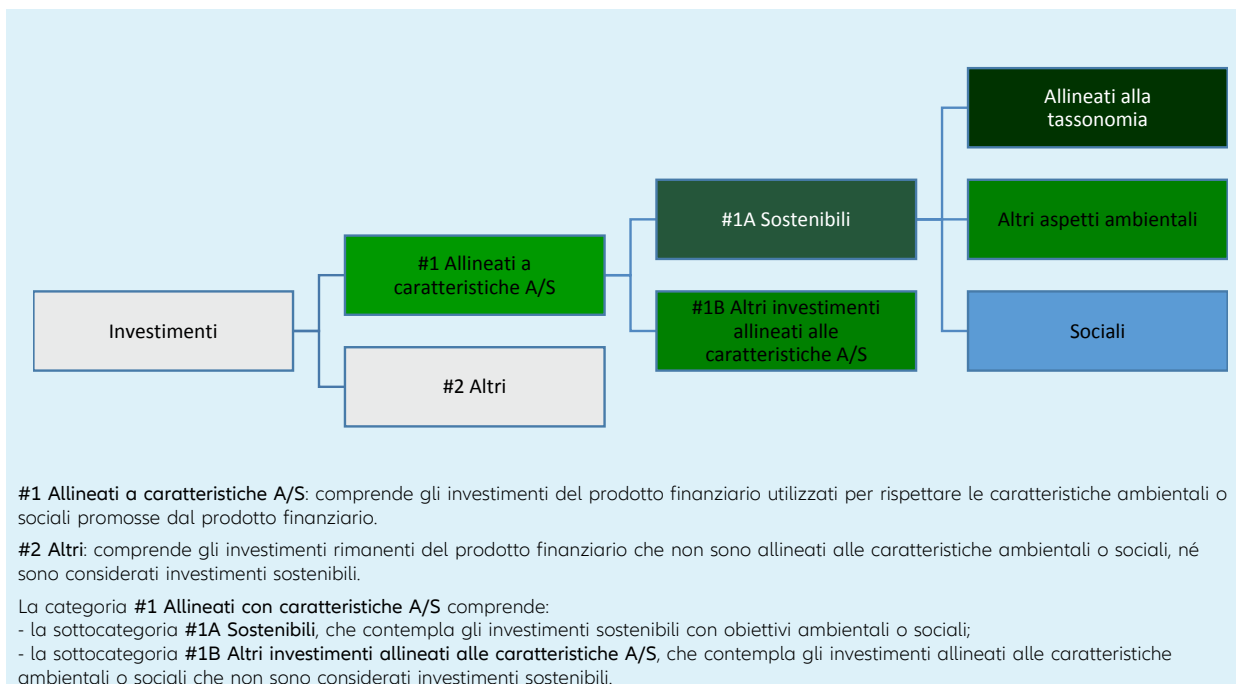 Allineati alla
tassonomia
#1A Sostenibili
Altri aspetti ambientali
#1 Allineati a
caratteristiche A/S
#1B Altri investimenti
allineati alle
caratteristiche A/S
Investimenti
Sociali
#2 Altri
#1 Allineati a caratteristiche A/S: comprende gli investimenti del prodotto finanziario utilizzati per rispettare le caratteristiche ambientali o
sociali promosse dal prodotto finanziario.
#2 Altri: comprende gli investimenti rimanenti del prodotto finanziario che non sono allineati alle caratteristiche ambientali o sociali, né
sono considerati investimenti sostenibili.
La categoria #1 Allineati con caratteristiche A/S comprende:
- la sottocategoria #1A Sostenibili, che contempla gli investimenti sostenibili con obiettivi ambientali o sociali;
- la sottocategoria #1B Altri investimenti allineati alle caratteristiche A/S, che contempla gli investimenti allineati alle caratteristiche
ambientali o sociali che non sono considerati investimenti sostenibili.